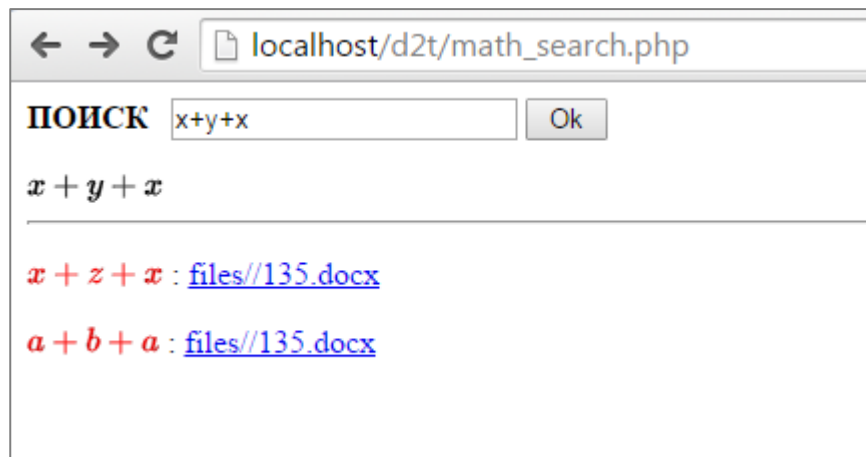 localhost/d2t/math_search.php
ПОИСК x+y+x Ok
x + y + x
x + z + x : files//135.docx
a + b + a : files//135.docx